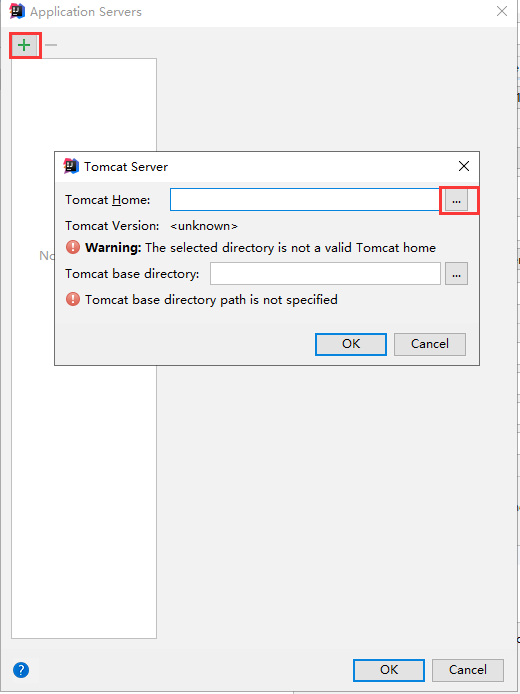 Application Servers
Tomcat Server
Tomcat Home:
...
Tomcat Version: <unknown>
Warning: The selected directory is not a valid Tomcat home
No
Tomcat base directory:
...
Tomcat base directory path is not specified
OK
Cancel
?
OK
Cancel